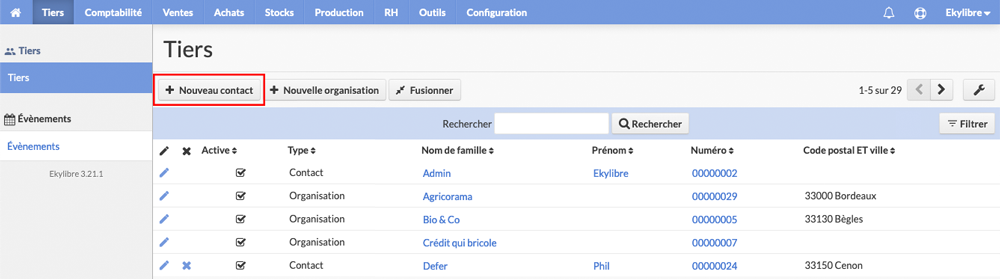 Tiers Comptabilité Ventes Achats Stocks Production RH Outils Configuration Ekylibre
Tiers
Tiers
Évènements
Évènements
Ekylibre 3.21.1
Tiers
Nouveau contact Nouvelle organisation Fusionner 1-5 sur 29
Rechercher Rechercher Filtrer
Active Type Nom de famille Prénom Numéro Code postal ET ville
Contact Admin Ekylibre 00000002
Organisation Agricorama 00000029 33000 Bordeaux
Organisation Bio & Co 00000005 33130 Bègles
Organisation Crédit qui bricole 00000007
Contact Defer Phil 00000024 33150 Cenon